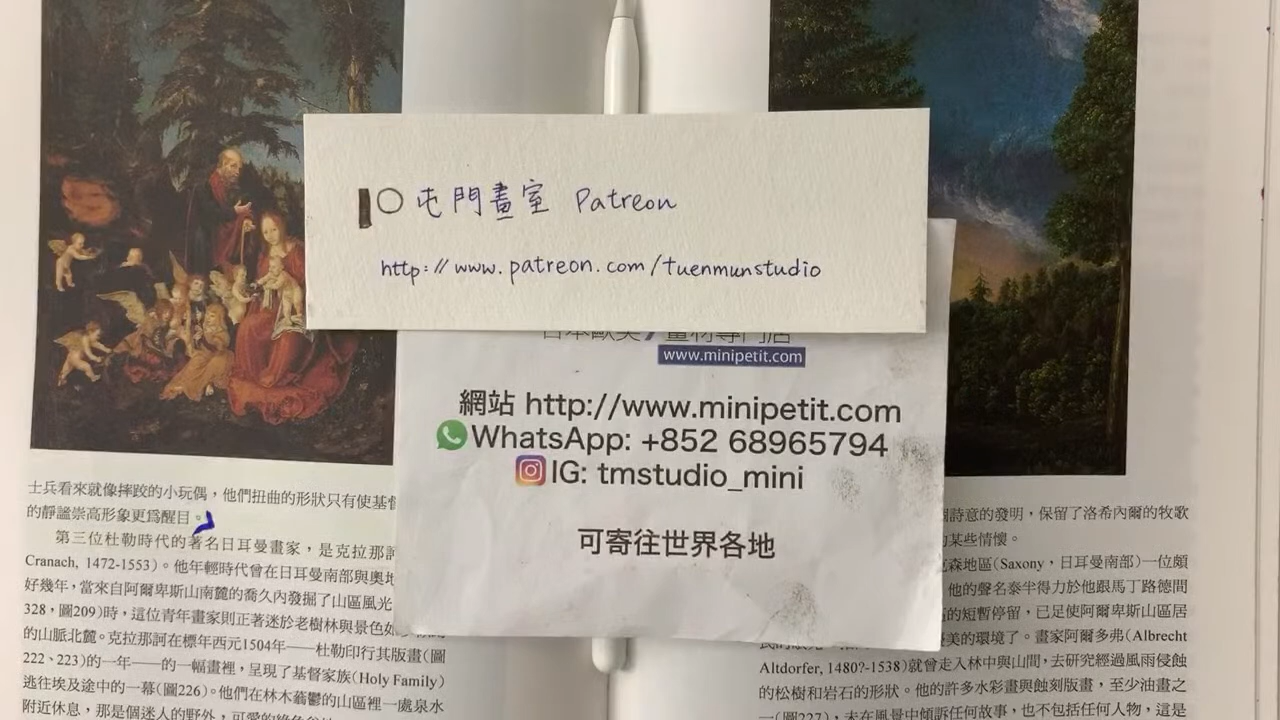 屯門畫室 Patreon
http://www.patreon.com/tuenmunstudio
www.minipetit.com
網站 http://www.minipetit.com
WhatsApp: +852 68965794
IG: tmstudio_mini
可寄往世界各地
士兵看來就像摔跤的小玩偶，他們扭曲的形狀只有使基督
的靜謐崇高形象更為醒目。
第三位杜勒時代的著名日耳曼畫家，是克拉那訶
Cranach, 1472-1553)。他年輕時代曾在日耳曼南部與奧地
好幾年，當來自阿爾卑斯山南麓的喬久內發掘了山區風光
328，圖209)時，這位青年畫家則正著迷於老樹林與景色如
的山脈北麓。克拉那訶在標年西元1504年——杜勒印行其版畫(圖
222、223)的一年——的一幅畫裡，呈現了基督家族(Holy Family)
逃往埃及途中的一幕(圖226)。他們在林木蓊鬱的山區裡一處泉水
附近休息，那是個迷人的野外，可愛的綠色
詩意的發明，保留了洛希內爾的牧歌
某些情懷。
克森地區(Saxony，日耳曼南部)一位頗
他的聲名泰半得力於他跟馬丁路德間
的短暫停留，已足使阿爾卑斯山區居
美的環境了。畫家阿爾多弗(Albrecht
Altdorfer, 1480?-1538)就曾走入林中與山間，去研究經過風雨侵蝕
的松樹和岩石的形狀。他的許多水彩畫與蝕刻版畫，至少油畫之
一(圖227)，未在風景中傾訴任何故事，也不包括任何人物，這是